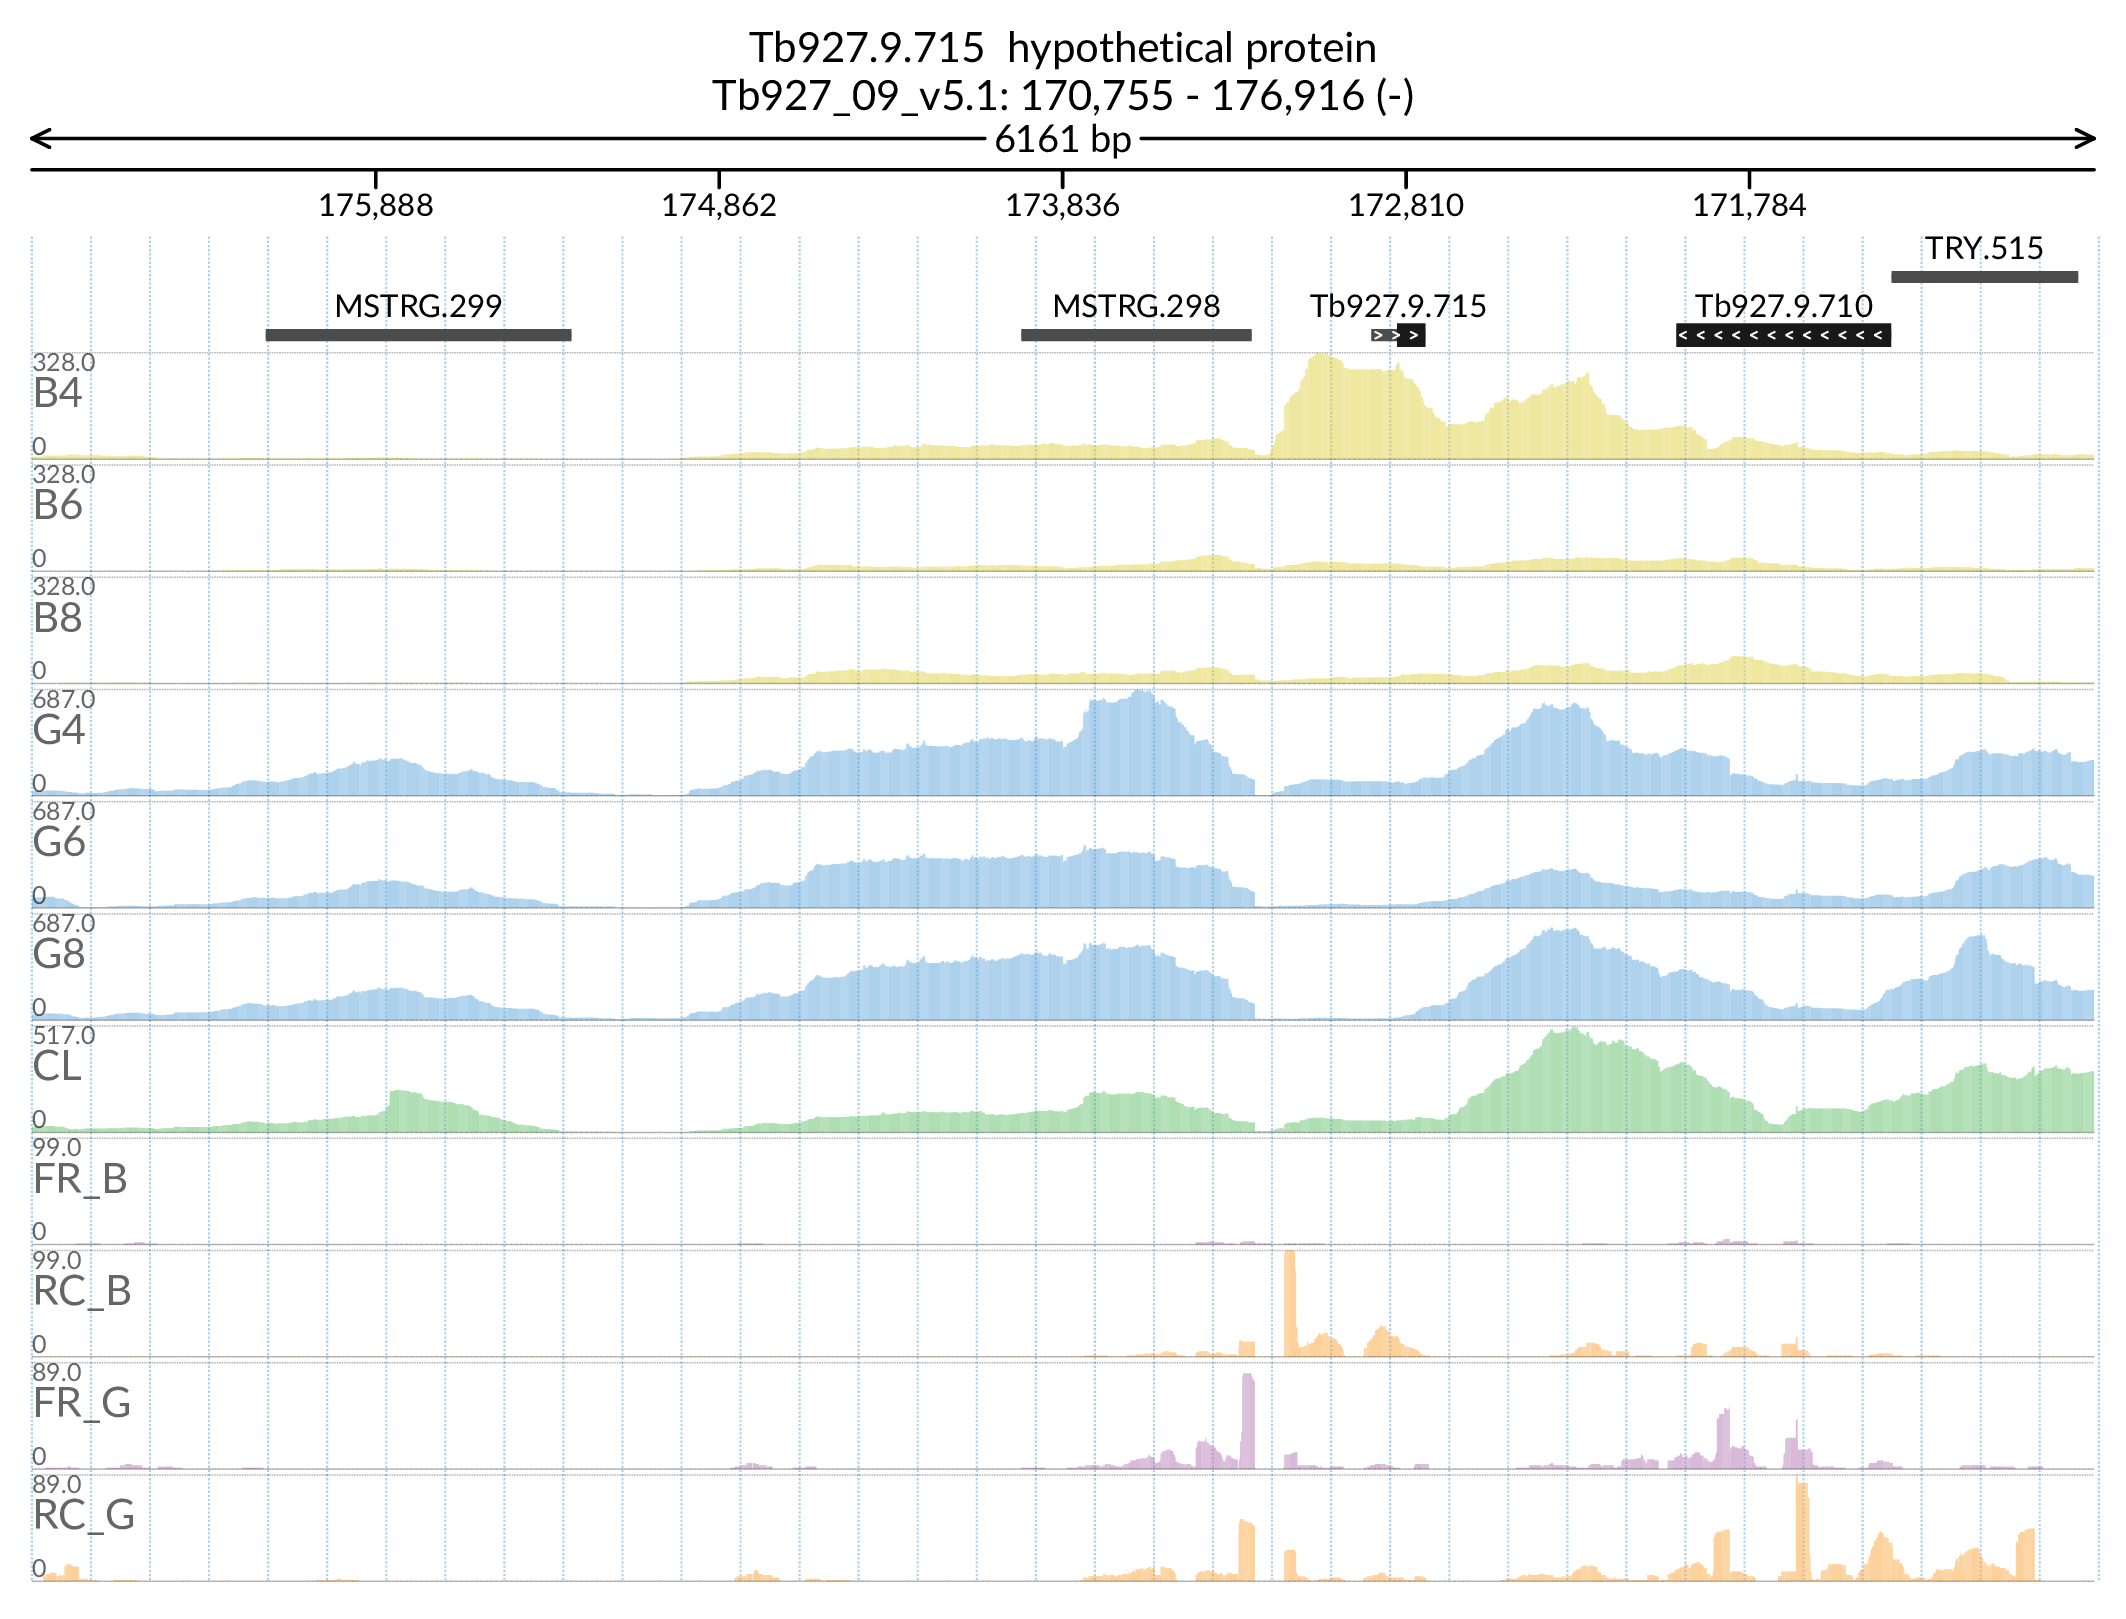 Tb927.9.715  hypothetical protein
Tb927_09_v5.1: 170,755 - 176,916 (-)
6161 bp
175,888 174,862 173,836 172,810 171,784
TRY.515
MSTRG.299 MSTRG.298 Tb927.9.715 Tb927.9.710
328.0
B4
0
328.0
B6
0
328.0
B8
0
687.0
G4
0
687.0
G6
0
687.0
G8
0
517.0
CL
0
99.0
FR_B
0
99.0
RC_B
0
89.0
FR_G
0
89.0
RC_G
0